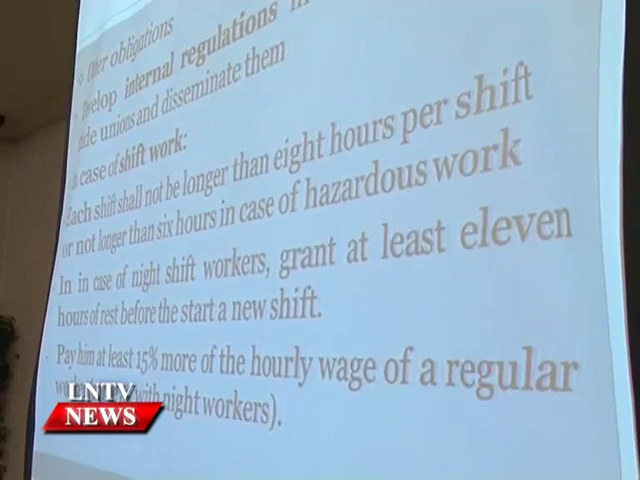 Other obligations
internal regulations
unions and disseminate them
case of shift work:
Each shift shall not be longer than eight hours per shift
or not longer than six hours in case of hazardous work
In in case of night shift workers, grant at least eleven
hours of rest before the start a new shift.
Pay him at least 15% more of the hourly wage of a regular
with night workers).
LNTV
NEWS